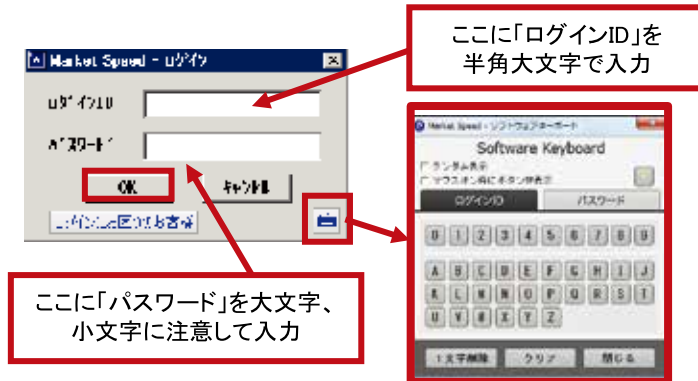 ここに「ログインID」を
半角大文字で入力
Market Speed - ログイン
ログインID
パスワード
OK
キャンセル
ここに「パスワード」を大文字、
小文字に注意して入力
Market Speed - ソフトウェアキーボード
Software Keyboard
ランダム表示
ログインID パスワード
0 1 2 3 4 5 6 7 8 9
A B C D E F G H I J
K L M N O P Q R S T
U V W X Y Z
1文字削除 クリア 閉じる